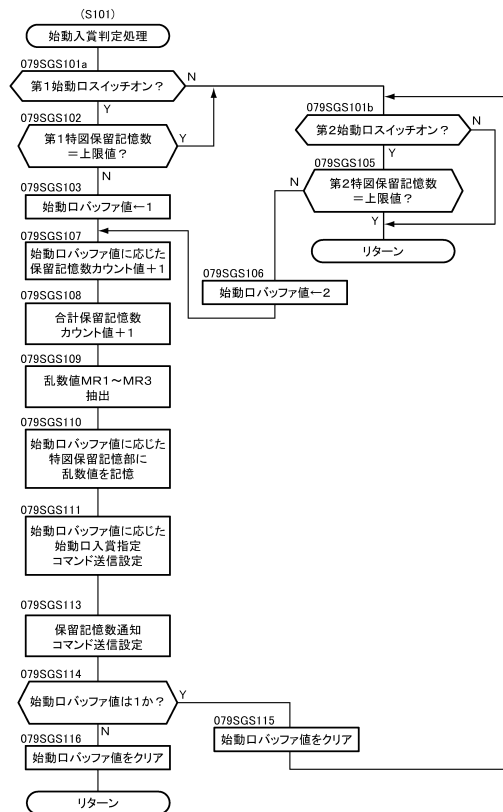 (S101)
始動入賞判定処理
079SGS101a
第1始動口スイッチオン？
N
Y
079SGS102
第1特図保留記憶数
＝上限値？
Y
N
079SGS103
始動口バッファ値←1
079SGS101b
第2始動口スイッチオン？
N
Y
079SGS105
第2特図保留記憶数
＝上限値？
N
Y
リターン
079SGS106
始動口バッファ値←2
079SGS107
始動口バッファ値に応じた
保留記憶数カウント値＋1
079SGS108
合計保留記憶数
カウント値＋1
079SGS109
乱数値MR1～MR3
抽出
079SGS110
始動口バッファ値に応じた
特図保留記憶部に
乱数値を記憶
079SGS111
始動口バッファ値に応じた
始動口入賞指定
コマンド送信設定
079SGS113
保留記憶数通知
コマンド送信設定
079SGS114
始動口バッファ値は1か？
Y
N
079SGS115
始動口バッファ値をクリア
079SGS116
始動口バッファ値をクリア
リターン